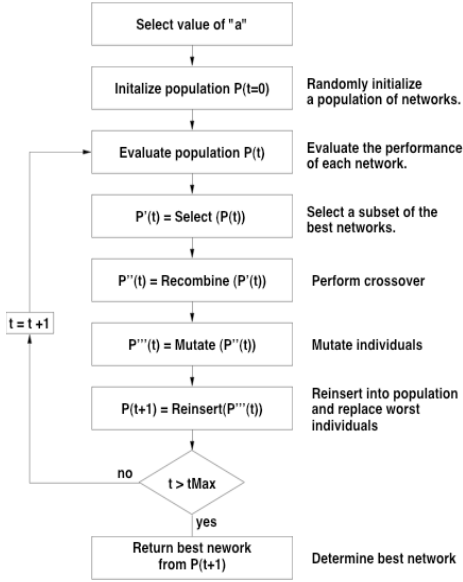 Select value of "a"
Initalize population P(t=0)
Randomly initialize
a population of networks.
Evaluate population P(t)
Evaluate the performance
of each network.
P'(t) = Select (P(t))
Select a subset of the
best networks.
P''(t) = Recombine (P'(t))
Perform crossover
t = t +1
P'''(t) = Mutate (P''(t))
Mutate individuals
P(t+1) = Reinsert(P'''(t))
Reinsert into population
and replace worst
individuals
no
t > tMax
yes
Return best nework
from P(t+1)
Determine best network